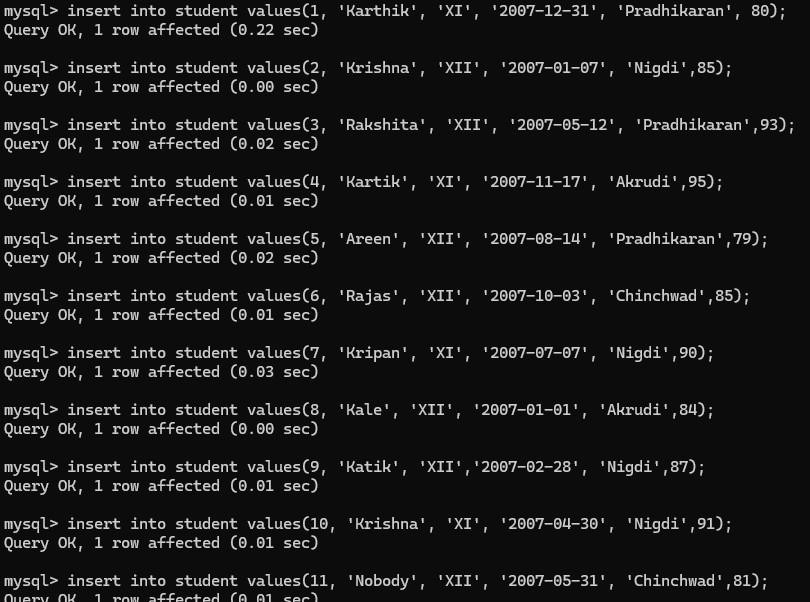 mysql> insert into student values(1, 'Karthik', 'XI', '2007-12-31', 'Pradhikaran', 80);
Query OK, 1 row affected (0.22 sec)
mysql> insert into student values(2, 'Krishna', 'XII', '2007-01-07', 'Nigdi',85);
Query OK, 1 row affected (0.00 sec)
mysql> insert into student values(3, 'Rakshita', 'XII', '2007-05-12', 'Pradhikaran',93);
Query OK, 1 row affected (0.02 sec)
mysql> insert into student values(4, 'Kartik', 'XI', '2007-11-17', 'Akrudi',95);
Query OK, 1 row affected (0.01 sec)
mysql> insert into student values(5, 'Areen', 'XII', '2007-08-14', 'Pradhikaran',79);
Query OK, 1 row affected (0.02 sec)
mysql> insert into student values(6, 'Rajas', 'XII', '2007-10-03', 'Chinchwad',85);
Query OK, 1 row affected (0.01 sec)
mysql> insert into student values(7, 'Kripan', 'XI', '2007-07-07', 'Nigdi',90);
Query OK, 1 row affected (0.03 sec)
mysql> insert into student values(8, 'Kale', 'XII', '2007-01-01', 'Akrudi',84);
Query OK, 1 row affected (0.00 sec)
mysql> insert into student values(9, 'Katik', 'XII','2007-02-28', 'Nigdi',87);
Query OK, 1 row affected (0.01 sec)
mysql> insert into student values(10, 'Krishna', 'XI', '2007-04-30', 'Nigdi',91);
Query OK, 1 row affected (0.01 sec)
mysql> insert into student values(11, 'Nobody', 'XII', '2007-05-31', 'Chinchwad',81);
Query OK, 1 row affected (0.01 sec)